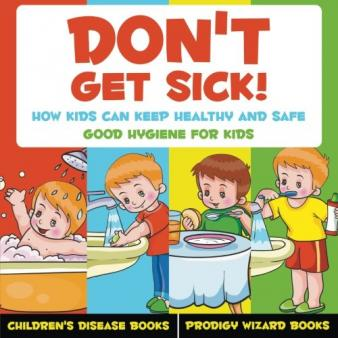 DON'T
GET SICK!
HOW KIDS CAN KEEP HEALTHY AND SAFE
GOOD HYGIENE FOR KIDS
CHILDREN'S DISEASE BOOKS
PRODIGY WIZARD BOOKS